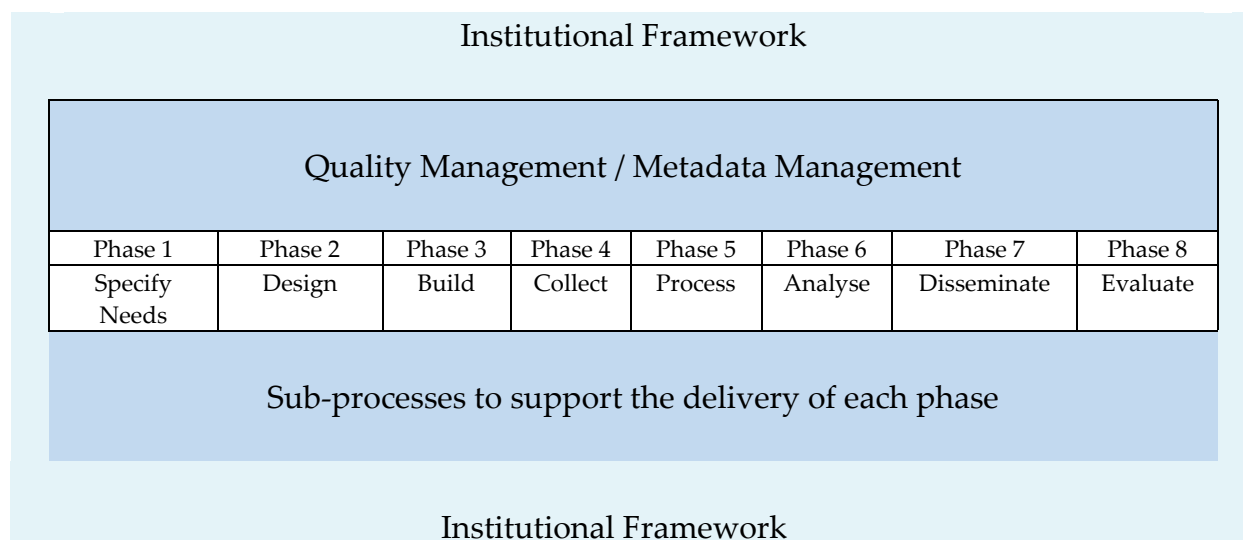 Institutional Framework
Quality Management / Metadata Management
Phase 1 Phase 2 Phase 3 Phase 4 Phase 5 Phase 6 Phase 7 Phase 8
Specify Design Build Collect Process Analyse Disseminate Evaluate
Needs
Sub-processes to support the delivery of each phase
Institutional Framework